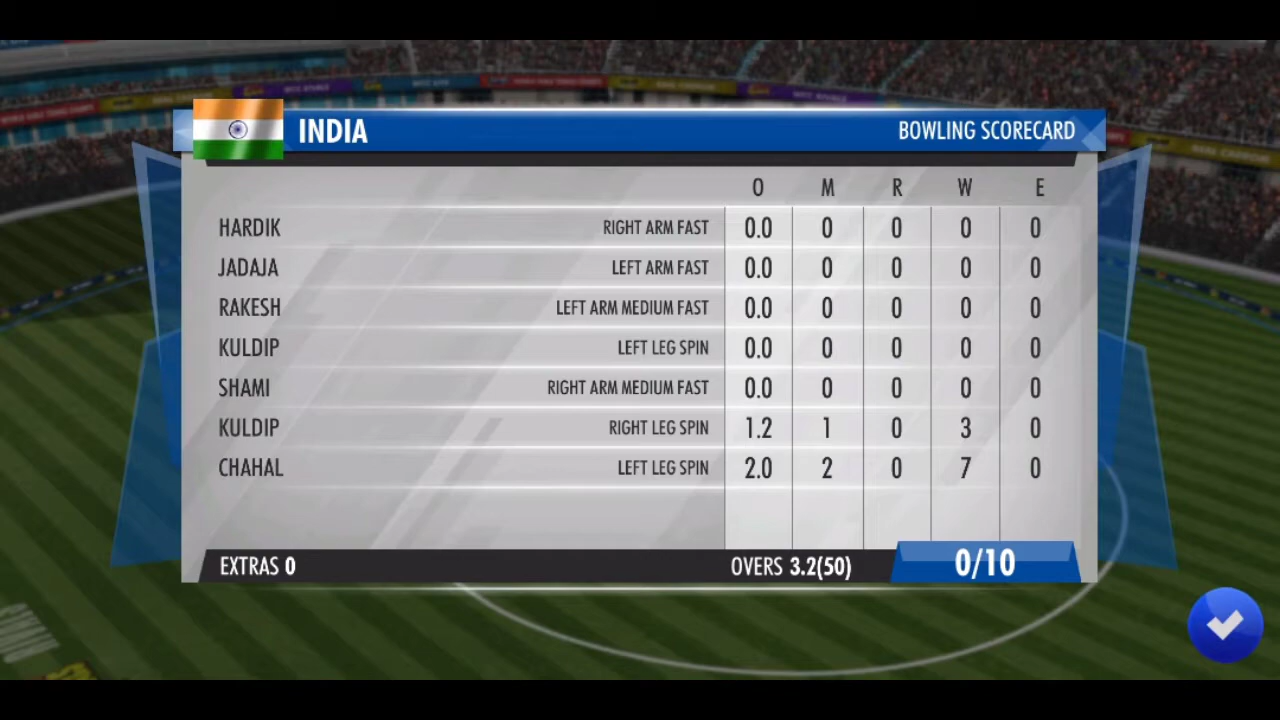 INDIA BOWLING SCORECARD
O M R W E
HARDIK RIGHT ARM FAST 0.0 0 0 0 0
JADAJA LEFT ARM FAST 0.0 0 0 0 0
RAKESH LEFT ARM MEDIUM FAST 0.0 0 0 0 0
KULDIP LEFT LEG SPIN 0.0 0 0 0 0
SHAMI RIGHT ARM MEDIUM FAST 0.0 0 0 0 0
KULDIP RIGHT LEG SPIN 1.2 1 0 3 0
CHAHAL LEFT LEG SPIN 2.0 2 0 7 0
EXTRAS 0 OVERS 3.2(50) 0/10